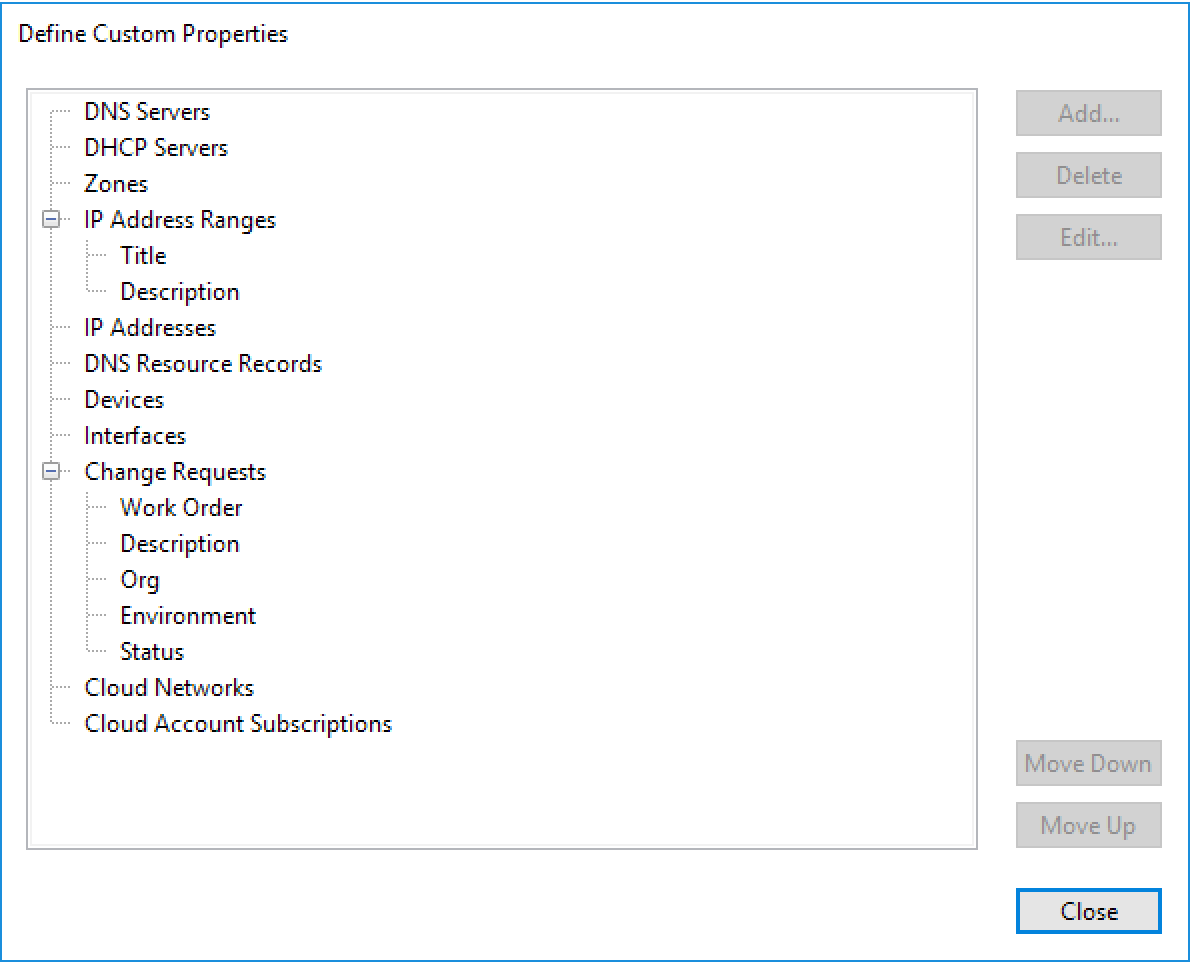 Define Custom Properties
DNS Servers
DHCP Servers
Zones
IP Address Ranges
Title
Description
IP Addresses
DNS Resource Records
Devices
Interfaces
Change Requests
Work Order
Description
Org
Environment
Status
Cloud Networks
Cloud Account Subscriptions
Add...
Delete
Edit...
Move Down
Move Up
Close